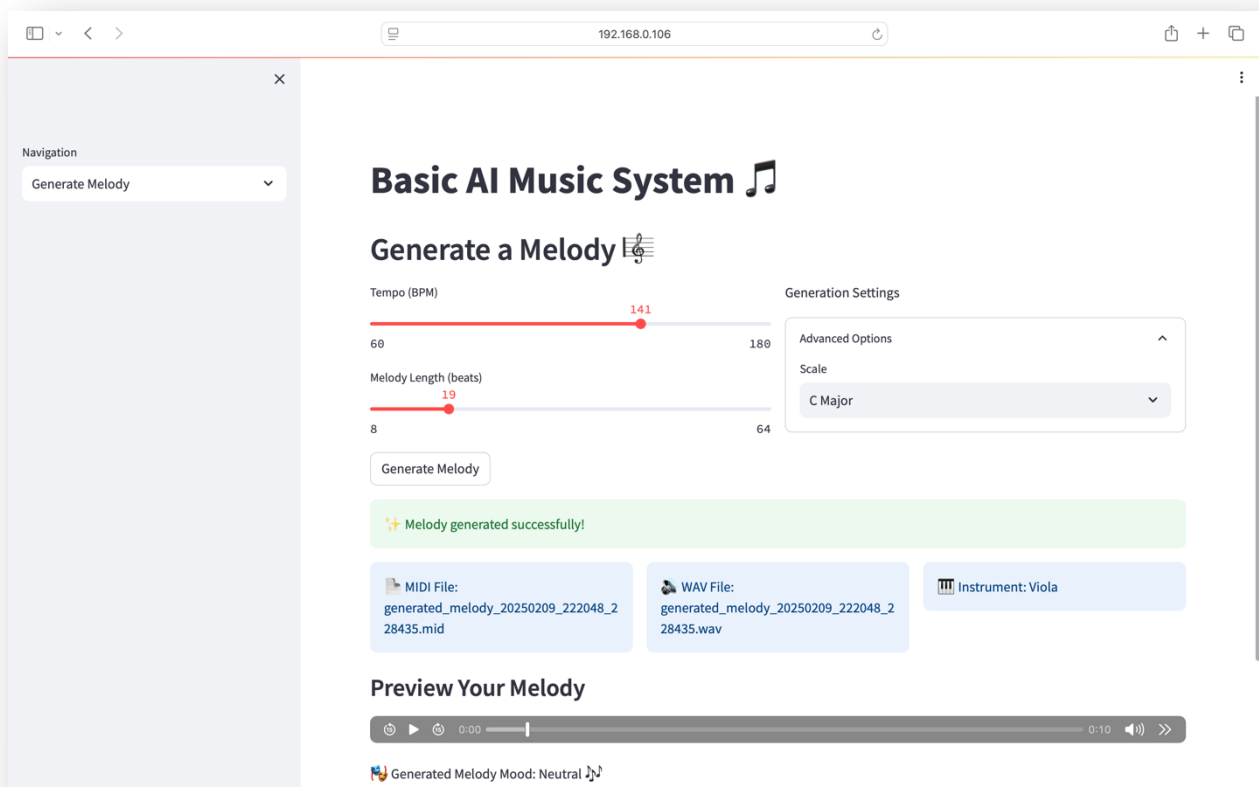 192.168.0.106
Navigation
Generate Melody
Basic AI Music System 🎵
Generate a Melody 🎼
Tempo (BPM)
141
60 180
Melody Length (beats)
19
8 64
Generation Settings
Advanced Options
Scale
C Major
Generate Melody
✨ Melody generated successfully!
MIDI File:
generated_melody_20250209_222048_2
28435.mid
🔊 WAV File:
generated_melody_20250209_222048_2
28435.wav
🎹 Instrument: Viola
Preview Your Melody
15 15 0:00 0:10
🎭 Generated Melody Mood: Neutral 🎶